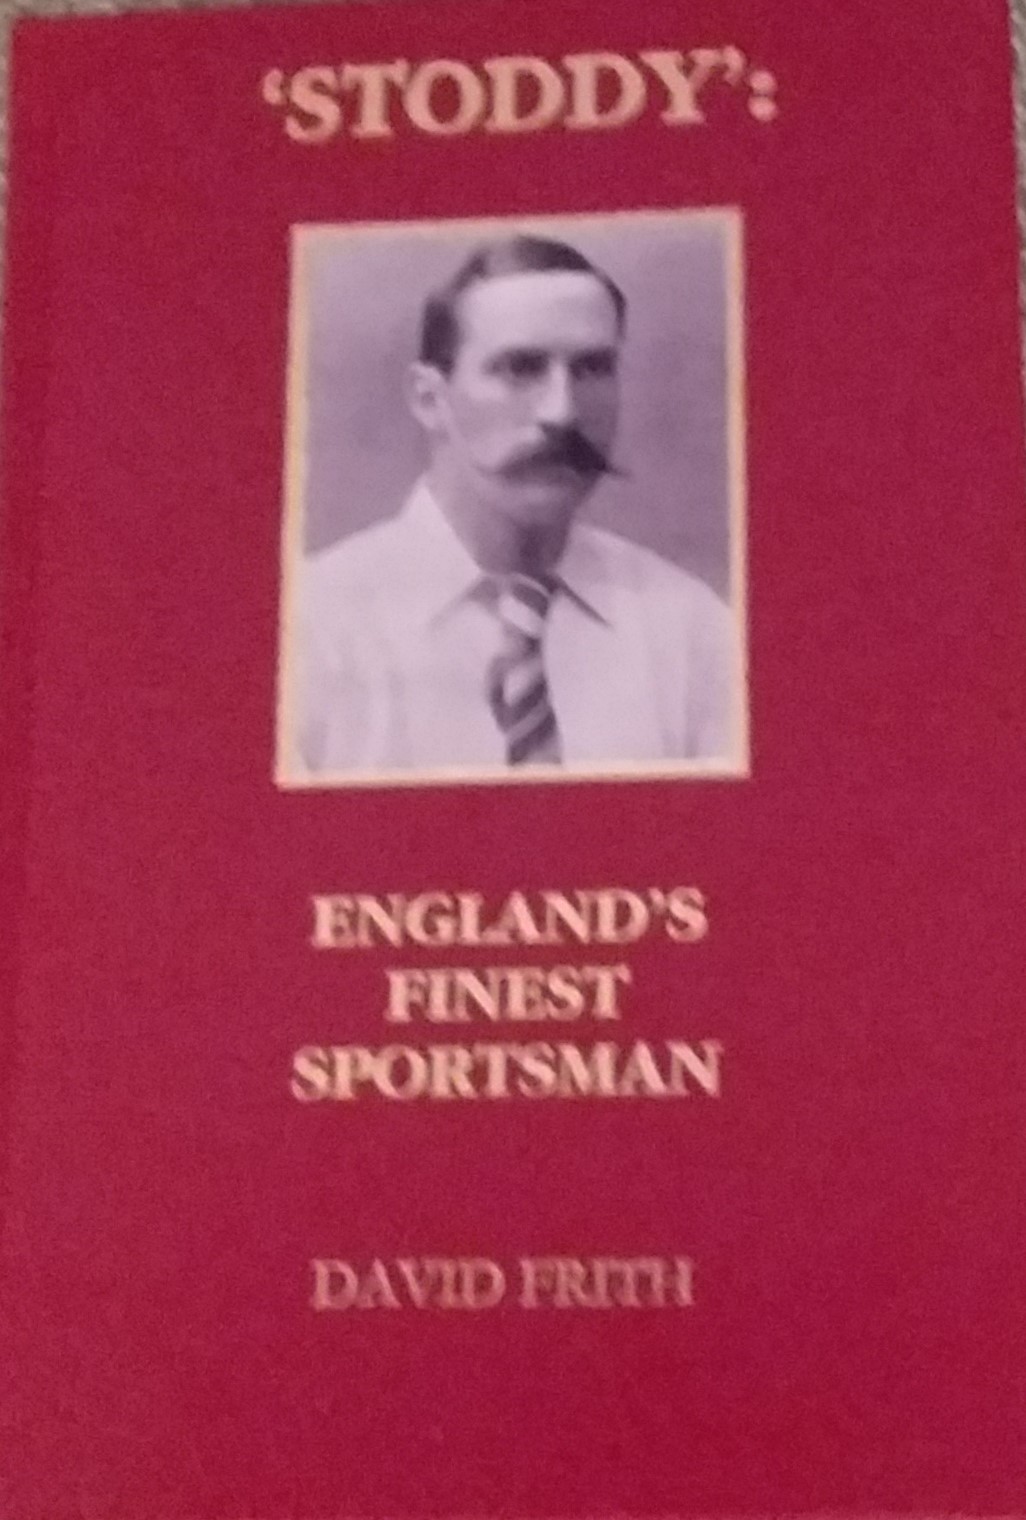 ‘STODDY’:
ENGLAND’S
FINEST
SPORTSMAN
DAVID FRITH